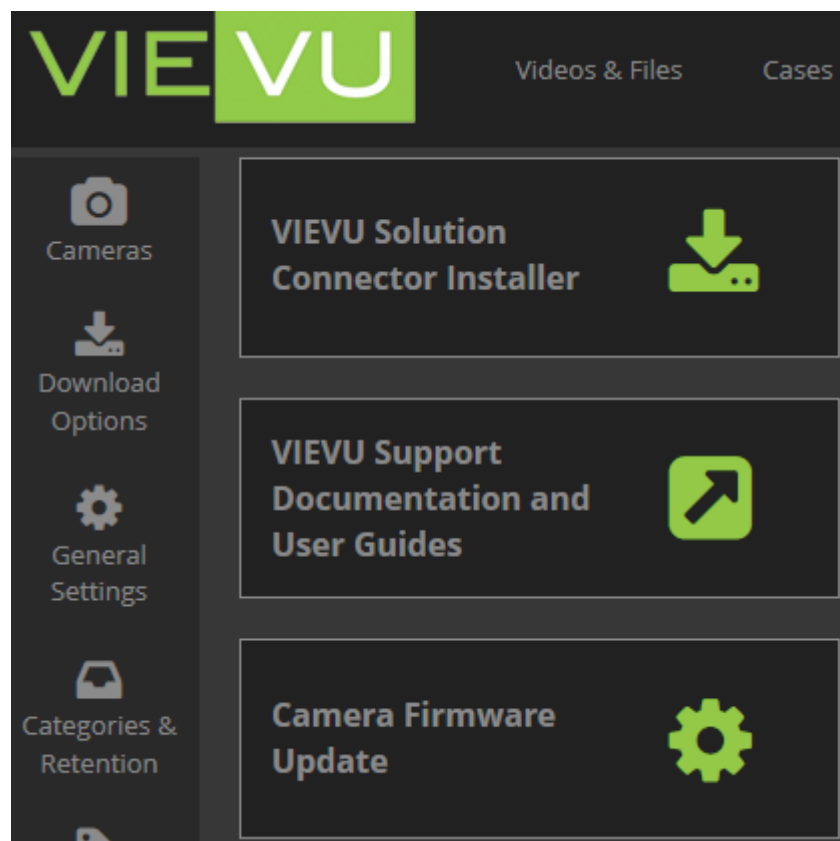 VIEVU
Videos & Files
Cases
Cameras
Download
Options
General
Settings
Categories &
Retention
VIEVU Solution
Connector Installer
VIEVU Support
Documentation and
User Guides
Camera Firmware
Update